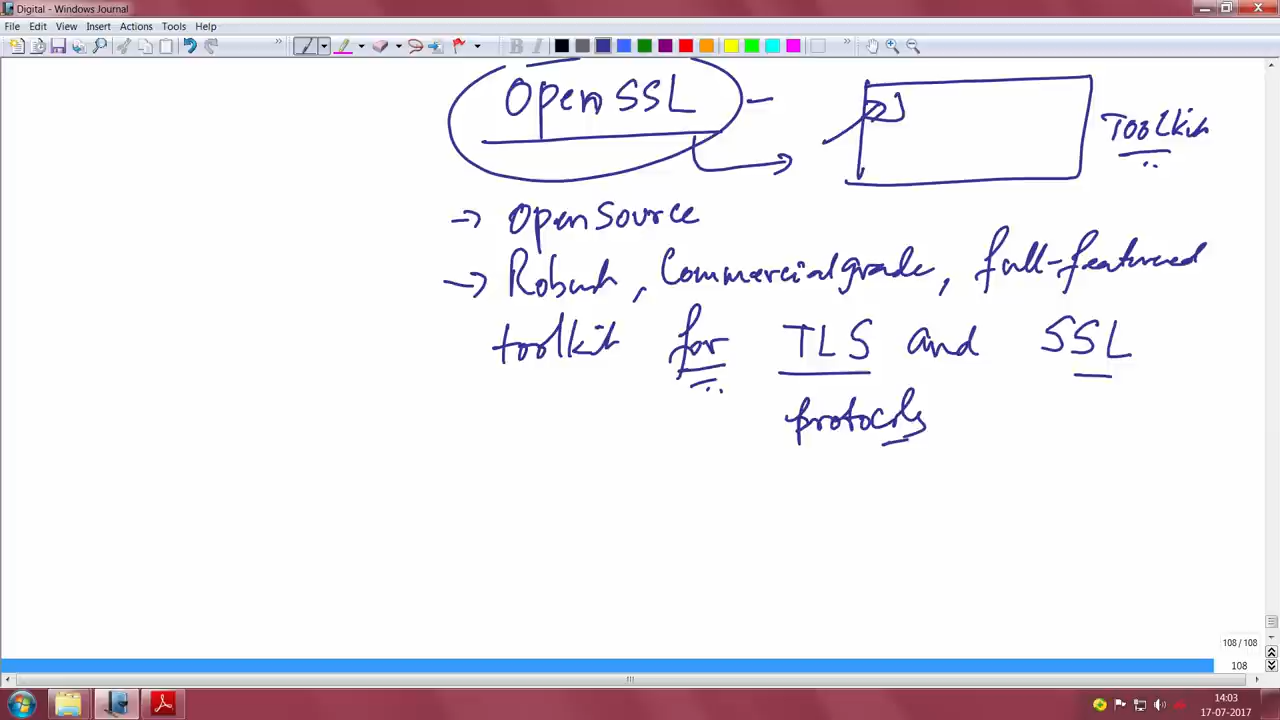 Digital - Windows Journal
File Edit View Insert Actions Tools Help
OpenSSL -
Toolkit
→ OpenSource
→ Robust, Commercialgrade, full-featured
toolkit for TLS and SSL
protocols
108 / 108
108
14:03
17-07-2017